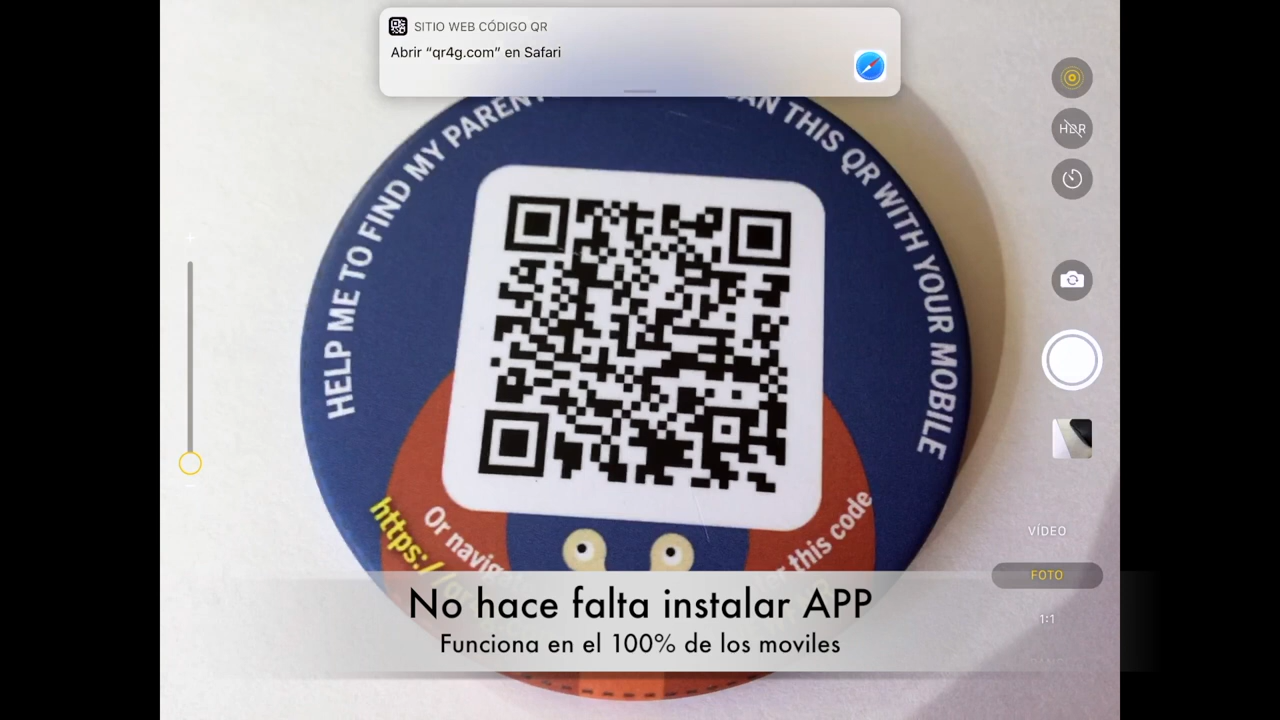 SITIO WEB CÓDIGO QR
Abrir “qr4g.com” en Safari
HELP ME TO FIND MY PARENT
CAN THIS QR WITH YOUR MOBILE
HDR
Or
this code
https://
VÍDEO
FOTO
1:1
No hace falta instalar APP
Funciona en el 100% de los moviles